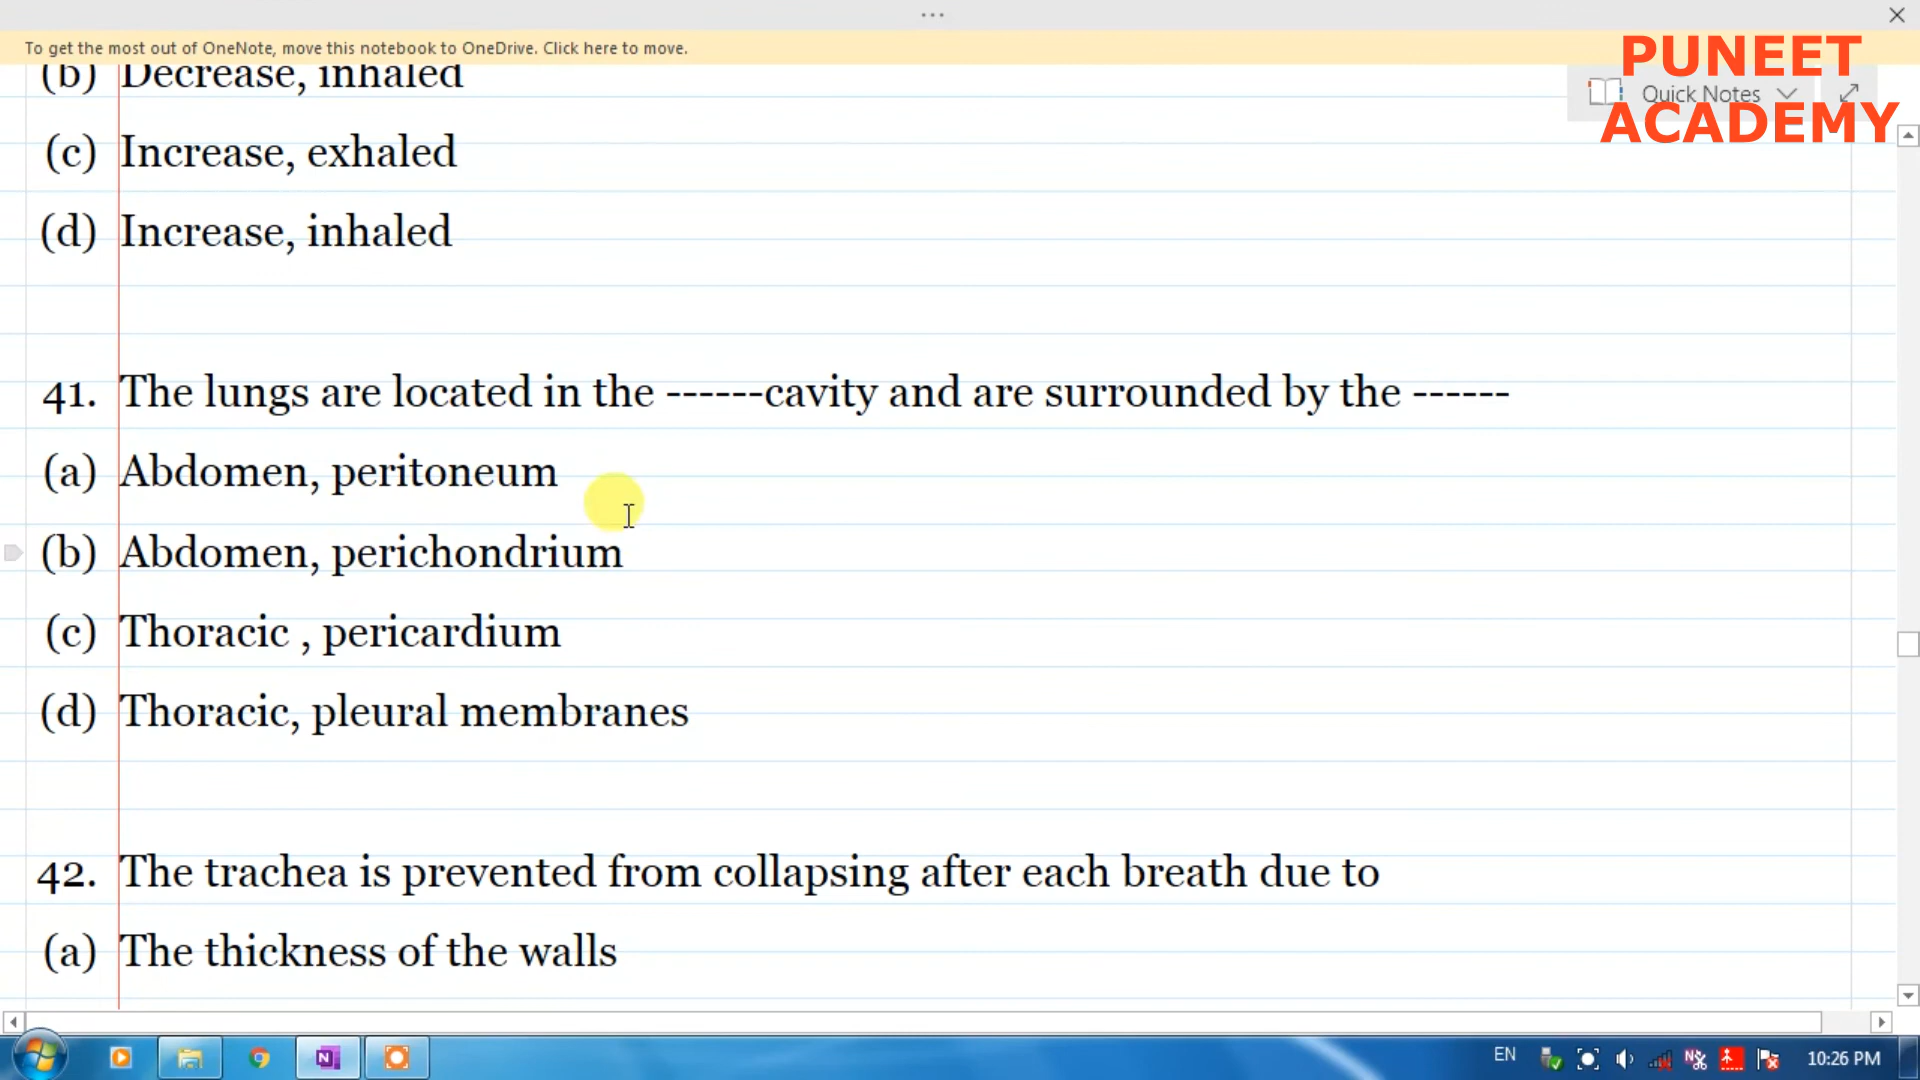 To get the most out of OneNote, move this notebook to OneDrive. Click here to move.
PUNEET
ACADEMY
Quick Notes
(b) Decrease, inhaled
(c) Increase, exhaled
(d) Increase, inhaled
41. The lungs are located in the ------cavity and are surrounded by the ------
(a) Abdomen, peritoneum
(b) Abdomen, perichondrium
(c) Thoracic , pericardium
(d) Thoracic, pleural membranes
42. The trachea is prevented from collapsing after each breath due to
(a) The thickness of the walls
EN
10:26 PM